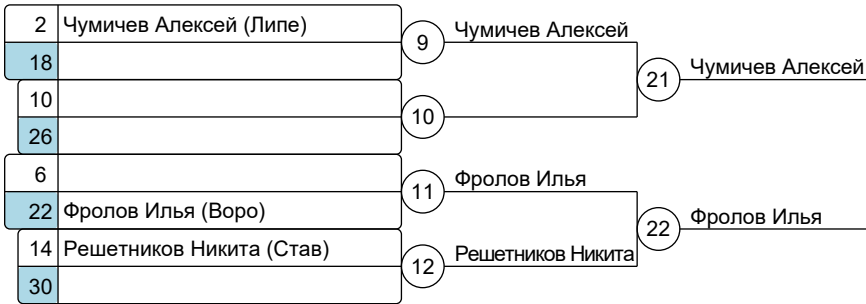 2 Чумичев Алексей (Липе)
18
9 Чумичев Алексей
21 Чумичев Алексей
10
26
10
6
22 Фролов Илья (Воро)
11 Фролов Илья
22 Фролов Илья
14 Решетников Никита (Став)
30
12 Решетников Никита